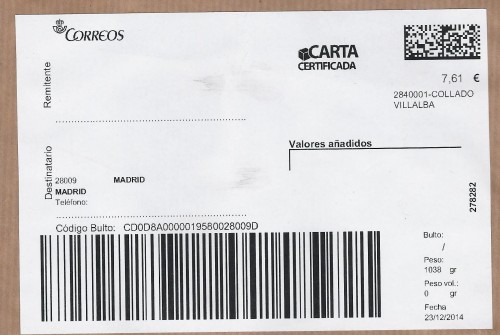 CORREOS
CARTA
CERTIFICADA
7,61 €
2840001-COLLADO
VILLALBA
Remitente
Valores añadidos
Destinatario
28009 MADRID
MADRID
Teléfono:
278282
Código Bulto: CD0D8A0000019580028009D
Bulto:
/
Peso:
1038 gr
Peso vol.:
0 gr
Fecha
23/12/2014